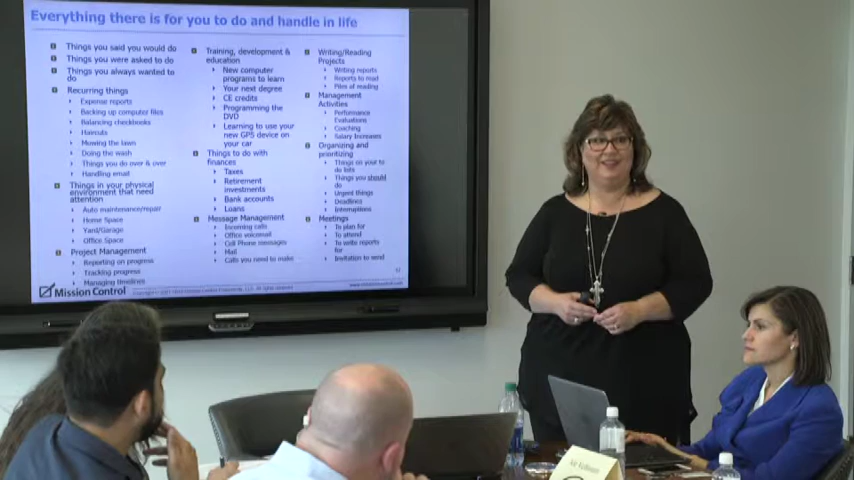 Everything there is for you to do and handle in life
Things you said you would do
Things you were asked to do
Things you always wanted to
do
Recurring things
Expense reports
Backing up computer files
Balancing checkbooks
Haircuts
Mowing the lawn
Doing the wash
Things you do over & over
Handling email
Things in your physical
environment that need
attention
Auto maintenance/repair
Home Space
Yard/Garage
Office Space
Project Management
Reporting on progress
Tracking progress
Managing timelines
Training, development &
education
New computer
programs to learn
Your next degree
CE credits
Programming the
DVD
Learning to use your
new GPS device on
your car
Things to do with
finances
Taxes
Retirement
investments
Bank accounts
Loans
Message Management
Incoming calls
Office voicemail
Cell Phone messages
Mail
Calls you need to make
Writing/Reading
Projects
Writing reports
Reports to read
Piles of reading
Management
Activities
Performance
Evaluations
Coaching
Salary Increases
Organizing and
prioritizing
Things on your to
do lists
Things you should
do
Urgent things
Deadlines
Interruptions
Meetings
To plan for
To attend
To write reports
for
Invitation to send
Mission Control